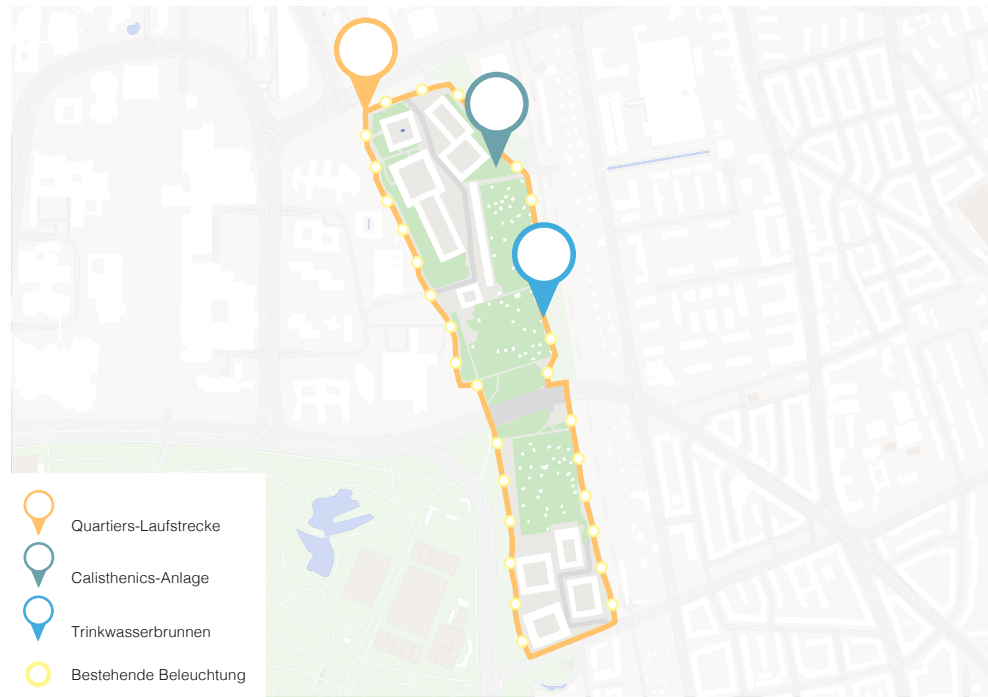 Quartiers-Laufstrecke
Calisthenics-Anlage
Trinkwasserbrunnen
Bestehende Beleuchtung